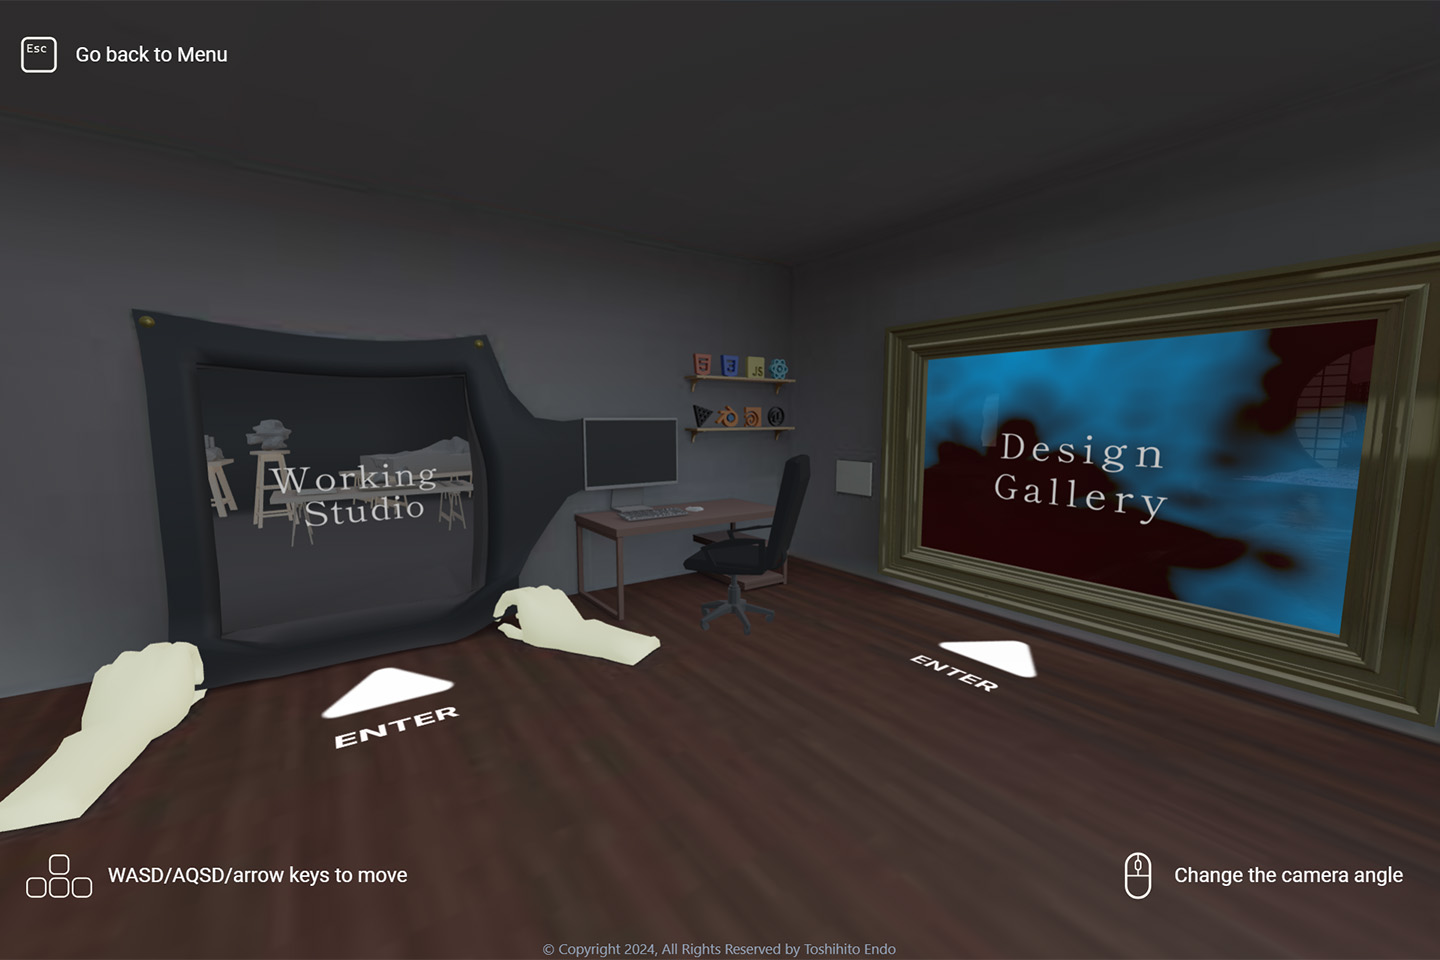 Esc
Go back to Menu
JS
Working
Studio
Design
Gallery
ENTER
ENTER
WASD/AQSD/arrow keys to move
Change the camera angle
© Copyright 2024, All Rights Reserved by Toshihito Endo